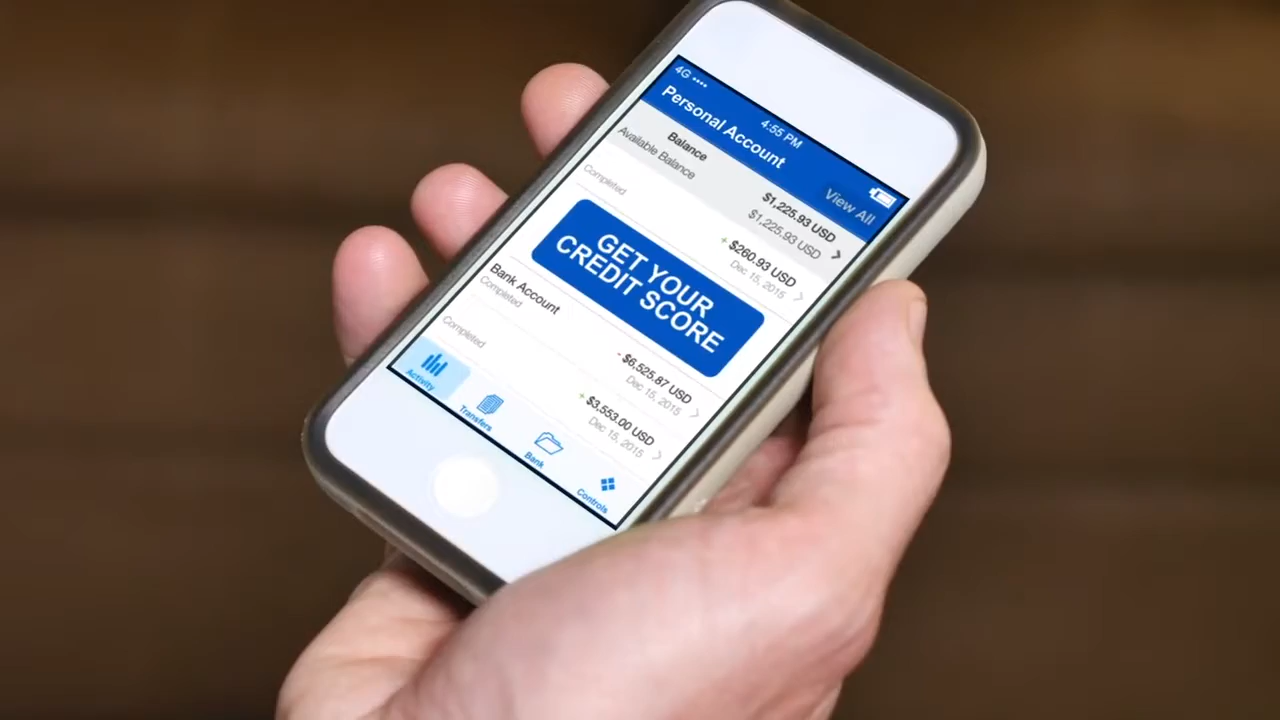 4G
4:55 PM
Personal Account
View All
Balance
$1,225.93 USD
Available Balance
$1,225.93 USD
Completed
+ $260.93 USD
Dec 15, 2015
GET YOUR
CREDIT SCORE
Bank Account
Completed
- $6,525.87 USD
Dec 15, 2015
Completed
+ $3,553.00 USD
Dec 15, 2015
Activity
Transfers
Bank
Controls